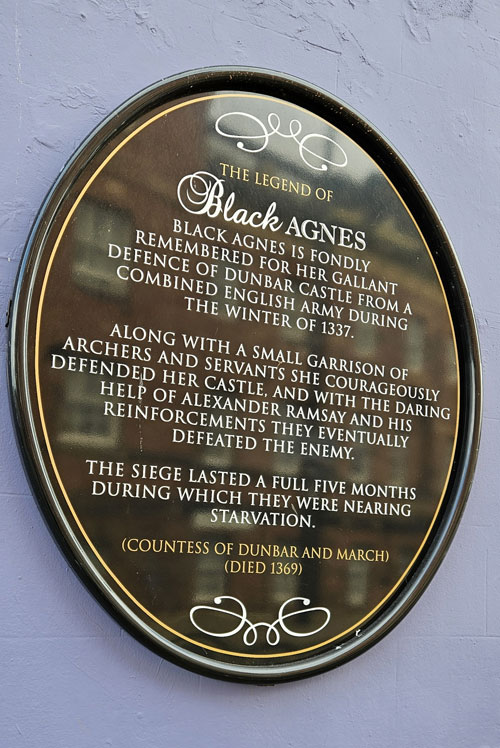 THE LEGEND OF
Black AGNES
BLACK AGNES IS FONDLY
REMEMBERED FOR HER GALLANT
DEFENCE OF DUNBAR CASTLE FROM A
COMBINED ENGLISH ARMY DURING
THE WINTER OF 1337.
ALONG WITH A SMALL GARRISON OF
ARCHERS AND SERVANTS SHE COURAGEOUSLY
DEFENDED HER CASTLE, AND WITH THE DARING
HELP OF ALEXANDER RAMSAY AND HIS
REINFORCEMENTS THEY EVENTUALLY
DEFEATED THE ENEMY.
THE SIEGE LASTED A FULL FIVE MONTHS
DURING WHICH THEY WERE NEARING
STARVATION.
(COUNTESS OF DUNBAR AND MARCH)
(DIED 1369)